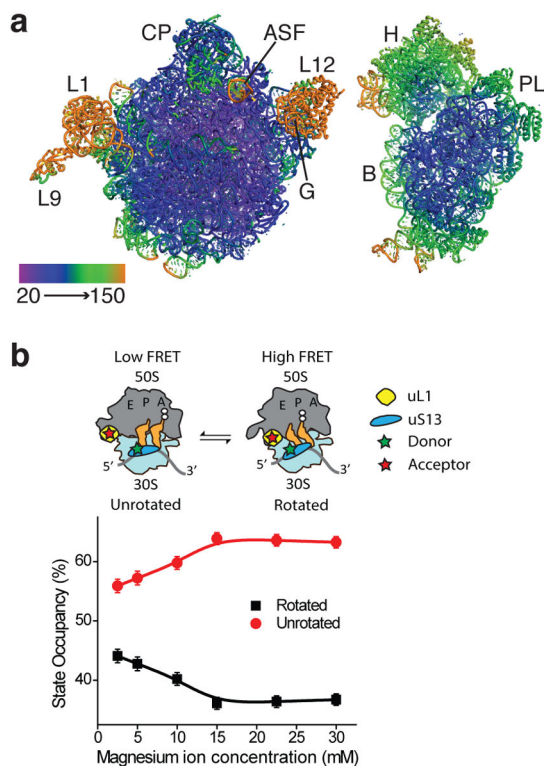 a
CP
ASF
L1
L12
L9
G
H
PL
B
20 → 150
b
Low FRET
High FRET
50S
50S
E P A
E P A
5’
3’
5’
3’
30S
30S
Unrotated
Rotated
uL1
uS13
Donor
Acceptor
State Occupancy (%)
60
50
40
Rotated
Unrotated
0 5 10 15 20 25 30
Magnesium ion concentration (mM)